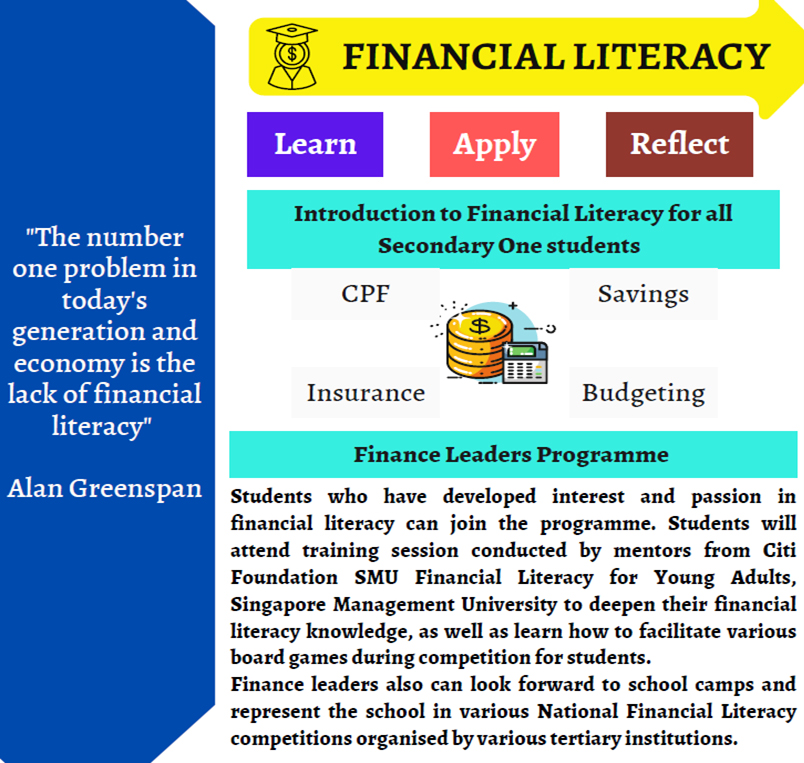 FINANCIAL LITERACY
Learn
Apply
Reflect
Introduction to Financial Literacy for all
Secondary One students
CPF
Savings
Insurance
Budgeting
"The number
one problem in
today's
generation and
economy is the
lack of financial
literacy"
Alan Greenspan
Finance Leaders Programme
Students who have developed interest and passion in
financial literacy can join the programme. Students will
attend training session conducted by mentors from Citi
Foundation SMU Financial Literacy for Young Adults,
Singapore Management University to deepen their financial
literacy knowledge, as well as learn how to facilitate various
board games during competition for students.
Finance leaders also can look forward to school camps and
represent the school in various National Financial Literacy
competitions organised by various tertiary institutions.